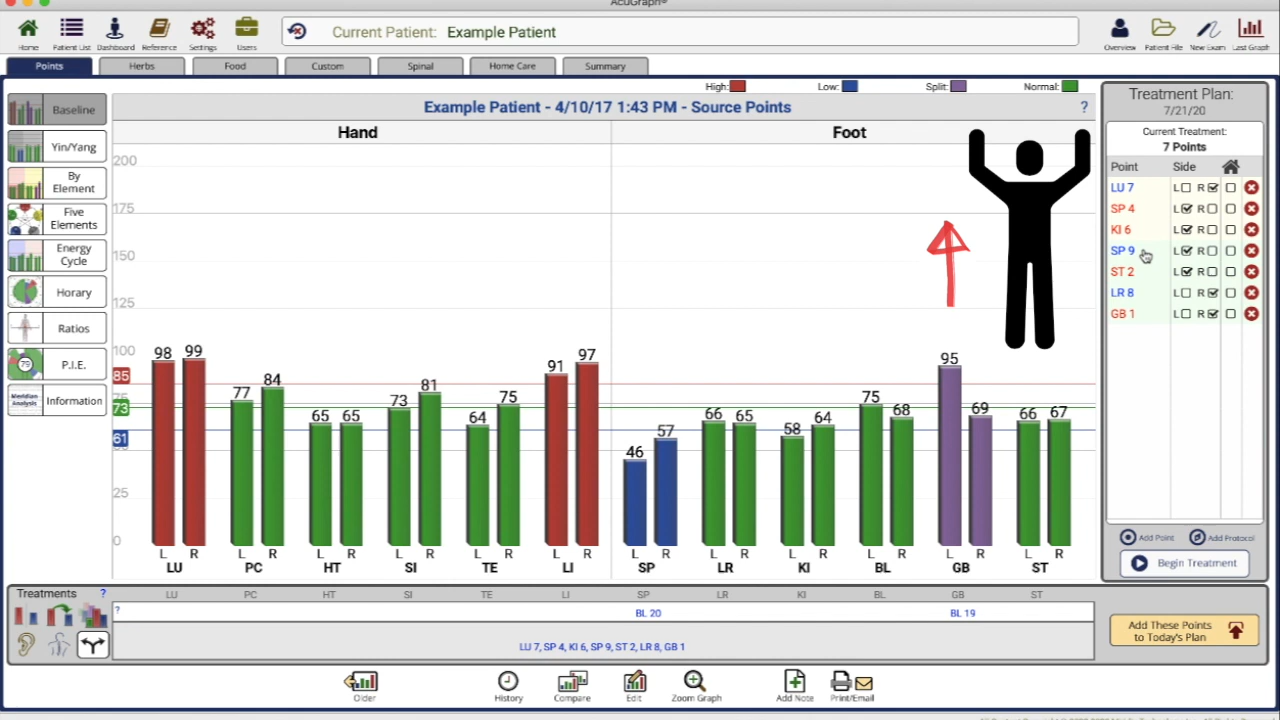 AcuGraph®
Home Patient List Dashboard Reference Settings Users
Current Patient: Example Patient
Overview Patient File New Exam Last Graph
Points Herbs Food Custom Spinal Home Care Summary
High: Low: Split: Normal:
Example Patient - 4/10/17 1:43 PM - Source Points ?
Hand Foot
Baseline
Yin/Yang
By
Element
Five
Elements
Energy
Cycle
Horary
Ratios
79
P.I.E.
Meridian
Analysis
Information
200
175
150
125
100
85
75
73
61
25
0
98 99 77 84 65 65 73 81 64 75 91 97 46 57 66 65 58 64 75 68 95 69 66 67
L R L R L R L R L R L R L R L R L R L R L R L R
LU PC HT SI TE LI SP LR KI BL GB ST
Treatment Plan:
7/21/20
Current Treatment:
7 Points
Point Side
LU 7 L R
SP 4 L R
KI 6 L R
SP 9 L R
ST 2 L R
LR 8 L R
GB 1 L R
Add Point Add Protocol
Begin Treatment
Treatments ?
LU PC HT SI TE LI SP LR KI BL GB ST
? BL 20 BL 19
LU 7, SP 4, KI 6, SP 9, ST 2, LR 8, GB 1
Add These Points
to Today's Plan
Older History Compare Edit Zoom Graph Add Note Print/Email